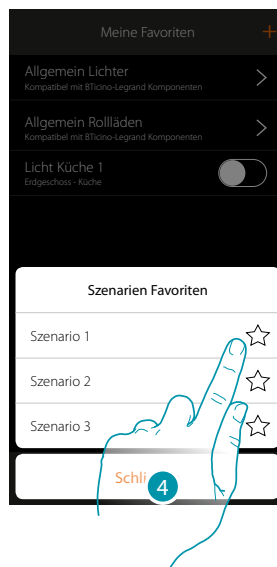 Meine Favoriten +
Allgemein Lichter
Kompatibel mit BTicino-Legrand Komponenten
Allgemein Rollläden
Kompatibel mit BTicino-Legrand Komponenten
Licht Küche 1
Erdgeschoss - Küche
Szenarien Favoriten
Szenario 1
Szenario 2
Szenario 3
4